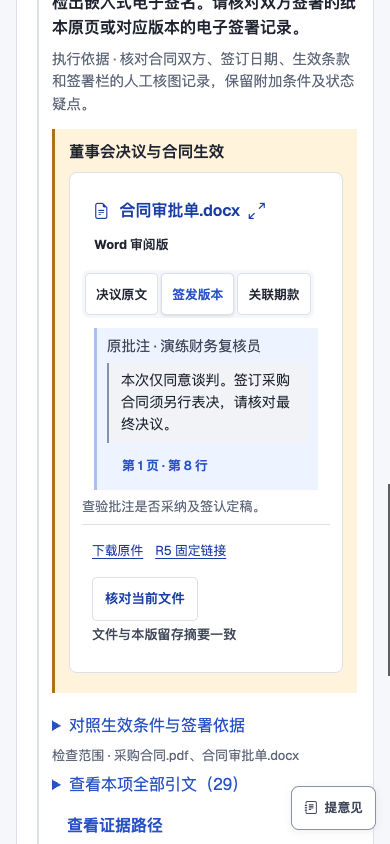 检出嵌入式电子签名。请核对双方签署的纸
本原页或对应版本的电子签署记录。
执行依据 · 核对合同双方、签订日期、生效条款
和签署栏的人工核图记录，保留附加条件及状态
疑点。
董事会决议与合同生效
合同审批单.docx
Word 审阅版
决议原文 签发版本 关联期款
原批注 · 演练财务复核员
本次仅同意谈判。签订采购
合同须另行表决，请核对最
终决议。
第 1 页 · 第 8 行
查验批注是否采纳及签认定稿。
下载原件 R5 固定链接
核对当前文件
文件与本版留存摘要一致
对照生效条件与签署依据
检查范围 · 采购合同.pdf、合同审批单.docx
查看本项全部引文（29）
提意见
查看证据路径